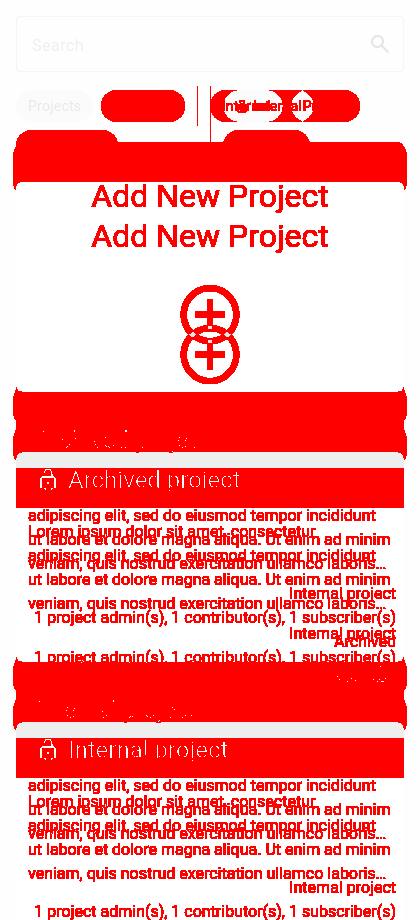 Search
Projects
Add New Project
Add New Project
Archived project
adipiscing elit, sed do eiusmod tempor incididunt
Lorem ipsum dolor sit amet, consectetur
ut labore et dolore magna aliqua. Ut enim ad minim
adipiscing elit, sed do eiusmod tempor incididunt
veniam, quis nostrud exercitation ullamco laboris...
ut labore et dolore magna aliqua. Ut enim ad minim
Internal project
veniam, quis nostrud exercitation ullamco laboris...
1 project admin(s), 1 contributor(s), 1 subscriber(s)
Internal project
Archived
1 project admin(s), 1 contributor(s), 1 subscriber(s)
Internal project
adipiscing elit, sed do eiusmod tempor incididunt
Lorem ipsum dolor sit amet, consectetur
ut labore et dolore magna aliqua. Ut enim ad minim
adipiscing elit, sed do eiusmod tempor incididunt
veniam, quis nostrud exercitation ullamco laboris...
ut labore et dolore magna aliqua. Ut enim ad minim
veniam, quis nostrud exercitation ullamco laboris...
Internal project
1 project admin(s), 1 contributor(s), 1 subscriber(s)